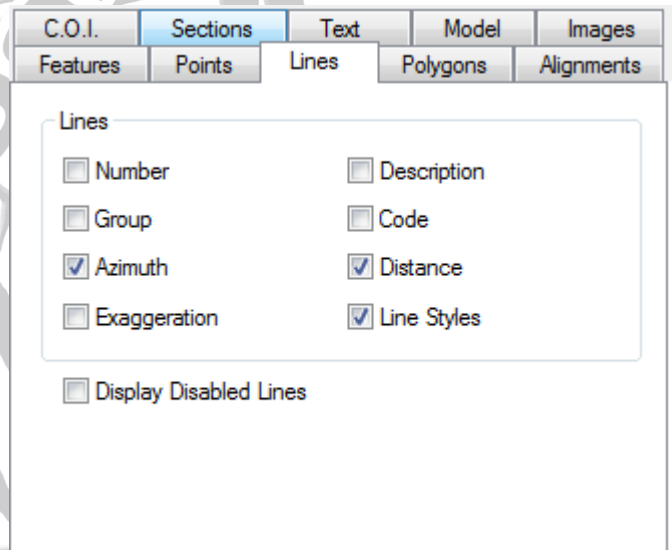 C.O.I. Sections Text Model Images
Features Points Lines Polygons Alignments
Lines
Number Description
Group Code
Azimuth Distance
Exaggeration Line Styles
Display Disabled Lines